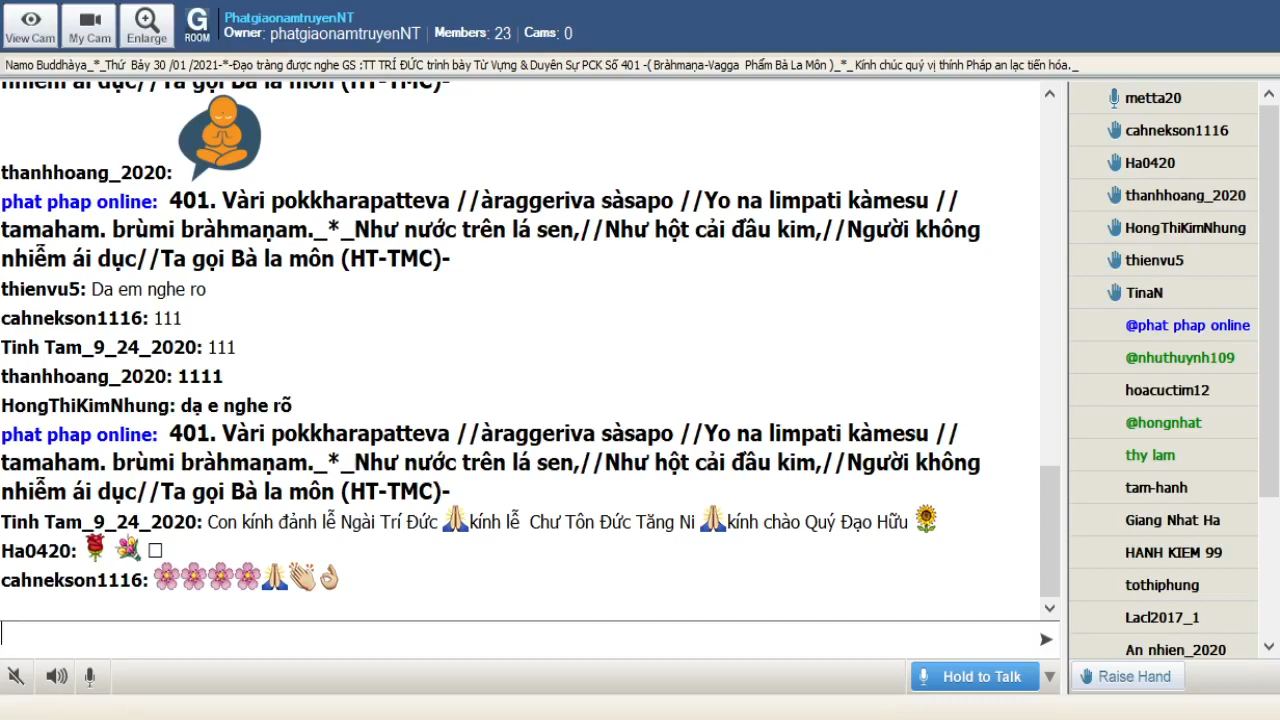 View Cam
My Cam
Enlarge
G
ROOM
PhatgiaonamtruyenNT
Owner: phatgiaonamtruyenNT | Members: 23 | Cams: 0
Namo Buddhàya_*_Thứ Bảy 30 /01 /2021-*-Đạo tràng được nghe GS :TT TRÍ ĐỨC trình bày Từ Vựng & Duyên Sự PCK Số 401 -( Bràhmaṇa-Vagga Phẩm Bà La Môn )_*_ Kính chúc quý vị thính Pháp an lạc tiến hóa._
nhiễm ái dục//Ta gọi Bà la môn (HT-TMC)-
thanhhoang_2020:
phat phap online: 401. Vàri pokkharapatteva //àraggeriva sàsapo //Yo na limpati kàmesu //
tamaham. brùmi bràhmaṇam._*_Như nước trên lá sen,//Như hột cải đầu kim,//Người không
nhiễm ái dục//Ta gọi Bà la môn (HT-TMC)-
thienvu5: Da em nghe ro
cahnekson1116: 111
Tinh Tam_9_24_2020: 111
thanhhoang_2020: 1111
HongThiKimNhung: dạ e nghe rõ
phat phap online: 401. Vàri pokkharapatteva //àraggeriva sàsapo //Yo na limpati kàmesu //
tamaham. brùmi bràhmaṇam._*_Như nước trên lá sen,//Như hột cải đầu kim,//Người không
nhiễm ái dục//Ta gọi Bà la môn (HT-TMC)-
Tinh Tam_9_24_2020: Con kính đảnh lễ Ngài Trí Đức 🙏kính lễ Chư Tôn Đức Tăng Ni 🙏kính chào Quý Đạo Hữu 🌻
Ha0420: 🌹 💐 □
cahnekson1116: 🌸🌸🌸🌸🙏👏👌
Hold to Talk
metta20
cahnekson1116
Ha0420
thanhhoang_2020
HongThiKimNhung
thienvu5
TinaN
@phat phap online
@nhuthuynh109
hoacuctim12
@hongnhat
thy lam
tam-hanh
Giang Nhat Ha
HANH KIEM 99
tothiphung
Lacl2017_1
An nhien_2020
Raise Hand